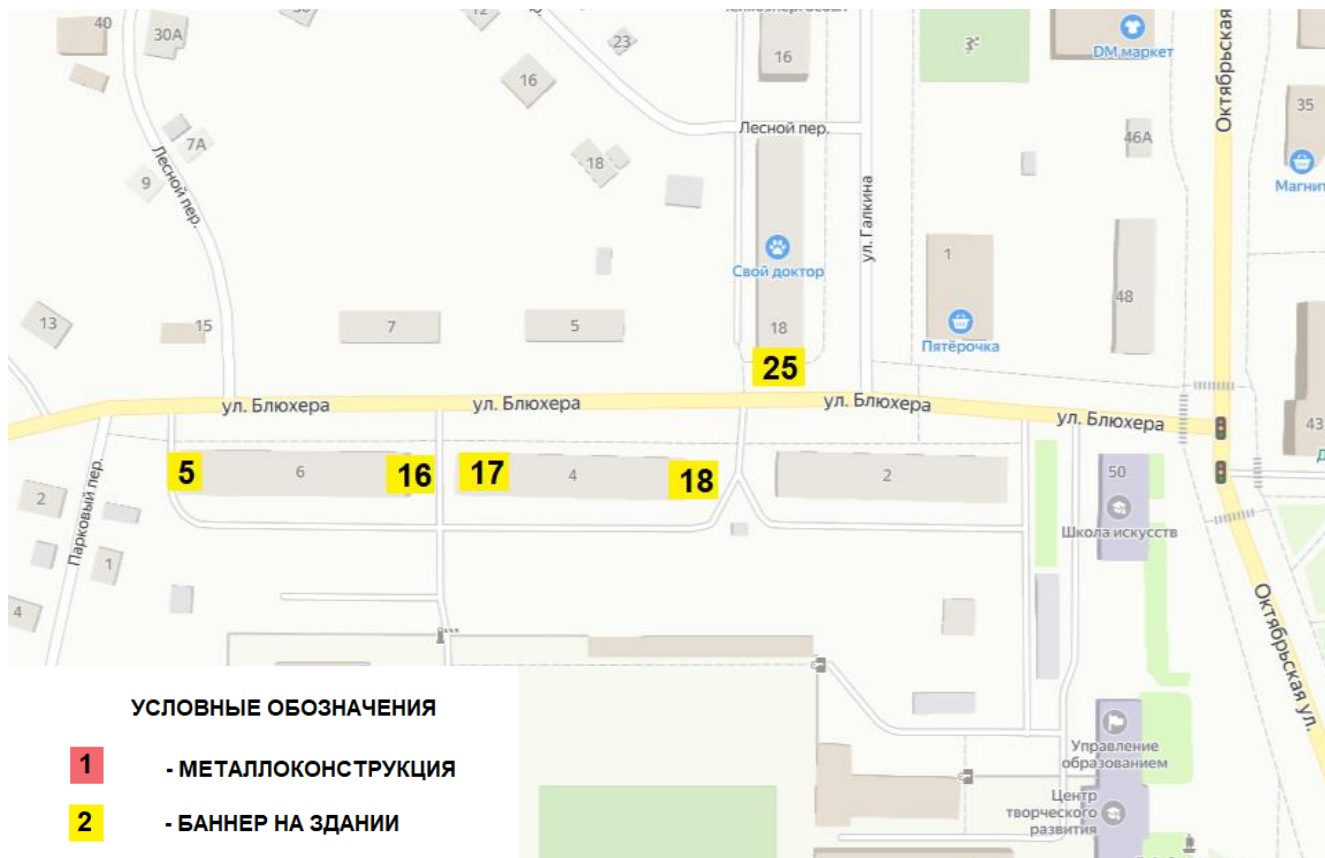 40
30А
12
23
16
16
DM маркет
Октябрьская
35
Магнит
46А
Лесной пер.
7А
9
Лесной пер.
18
ул. Галкина
Свой доктор
1
48
13
15
7
5
18
Пятёрочка
25
ул. Блюхера
ул. Блюхера
ул. Блюхера
ул. Блюхера
43
5
6
16
17
4
18
2
50
Школа искусств
2
Парковый пер.
1
4
Октябрьская ул.
УСЛОВНЫЕ ОБОЗНАЧЕНИЯ
1
- МЕТАЛЛОКОНСТРУКЦИЯ
2
- БАННЕР НА ЗДАНИИ
Управление
образованием
Центр
творческого
развития